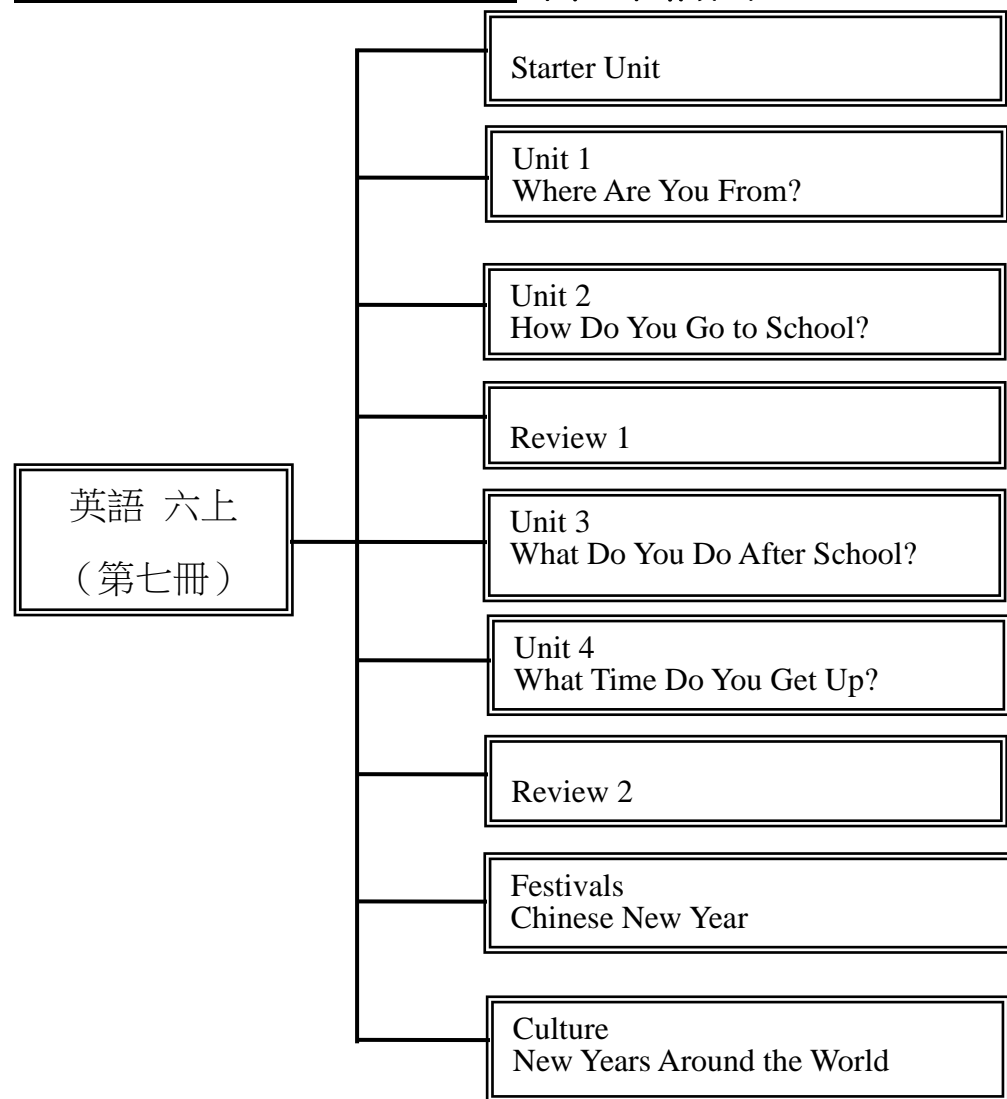 Starter Unit
Unit 1
Where Are You From?
Unit 2
How Do You Go to School?
Review 1
英語 六上
（第七冊）
Unit 3
What Do You Do After School?
Unit 4
What Time Do You Get Up?
Review 2
Festivals
Chinese New Year
Culture
New Years Around the World